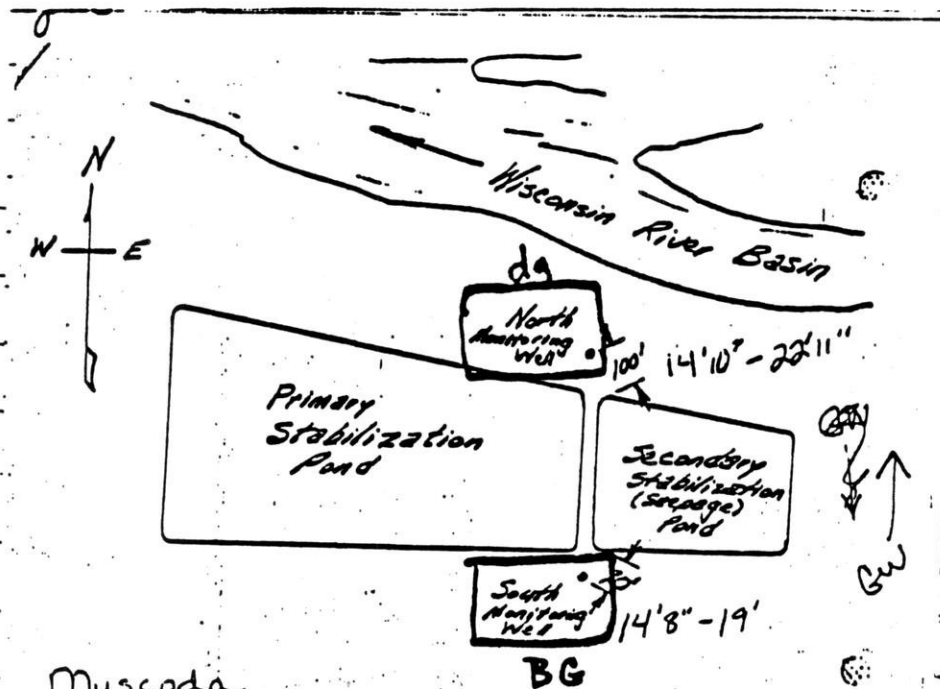 N
W E
Wisconsin River Basin
dg
North
Monitoring
Well
100'
14'10" - 22'11"
Primary
Stabilization
Pond
Secondary
Stabilization
(Seepage)
Pond
GW
South
Monitoring
Well
14'8" - 19'
BG
Muscoda